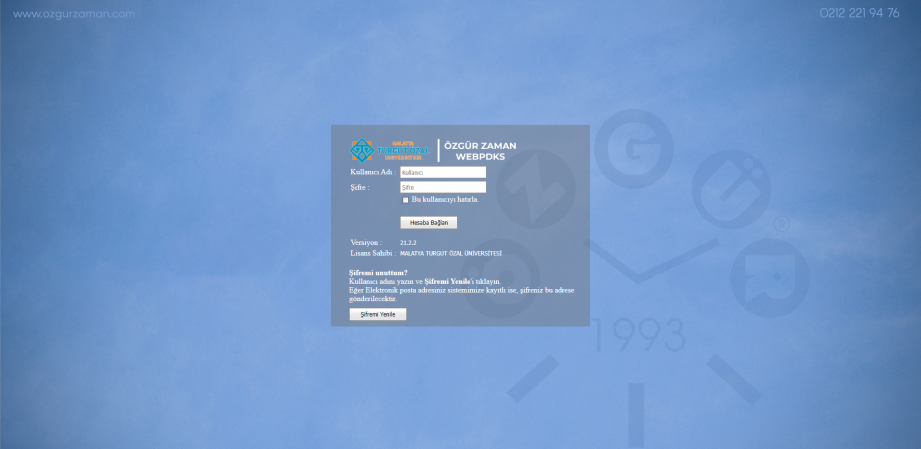 www.ozgurzaman.com
0212 221 94 76
MALATYA
TURGUT ÖZAL
ÜNİVERSİTESİ
ÖZGÜR ZAMAN
WEBPDKS
Kullanıcı Adı :
Kullanıcı
Şifre :
Şifre
Bu kullanıcıyı hatırla.
Hesaba Bağlan
Versiyon :
21.2.2
Lisans Sahibi :
MALATYA TURGUT ÖZAL ÜNİVERSİTESİ
Şifremi unuttum?
Kullanıcı adını yazın ve Şifremi Yenile'i tıklayın.
Eğer Elektronik posta adresiniz sistemimize kayıtlı ise, şifreniz bu adrese
gönderilecektir.
Şifremi Yenile
ÖZGÜR
1993